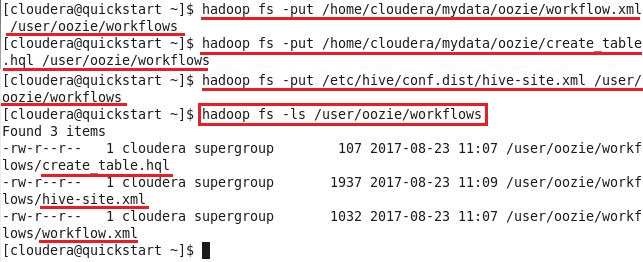 [cloudera@quickstart ~]$ hadoop fs -put /home/cloudera/mydata/oozie/workflow.xml
 /user/oozie/workflows
[cloudera@quickstart ~]$ hadoop fs -put /home/cloudera/mydata/oozie/create_table
.hql /user/oozie/workflows
[cloudera@quickstart ~]$ hadoop fs -put /etc/hive/conf.dist/hive-site.xml /user/
oozie/workflows
[cloudera@quickstart ~]$ hadoop fs -ls /user/oozie/workflows
Found 3 items
-rw-r--r--   1 cloudera supergroup        107 2017-08-23 11:07 /user/oozie/workf
lows/create_table.hql
-rw-r--r--   1 cloudera supergroup       1937 2017-08-23 11:09 /user/oozie/workf
lows/hive-site.xml
-rw-r--r--   1 cloudera supergroup       1032 2017-08-23 11:07 /user/oozie/workf
lows/workflow.xml
[cloudera@quickstart ~]$